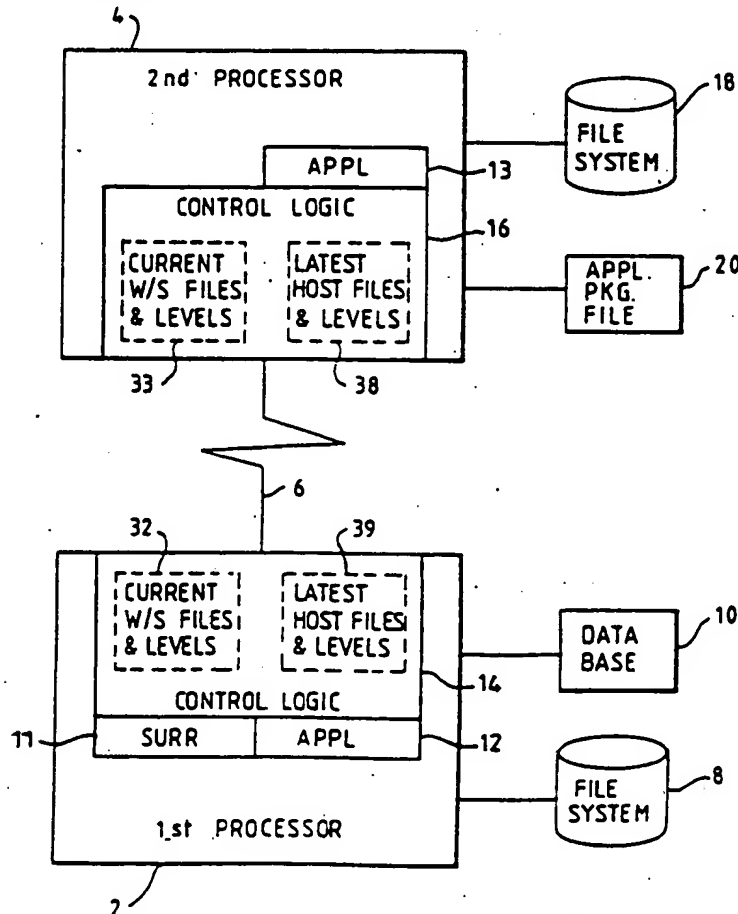 4
2nd PROCESSOR
18
FILE
SYSTEM
APPL
13
CONTROL LOGIC
16
CURRENT
W/S FILES
& LEVELS
LATEST
HOST FILES
& LEVELS
APPL.
PKG.
FILE
20
33
38
6
32
39
CURRENT
W/S FILES
& LEVELS
LATEST
HOST FILES
& LEVELS
DATA
BASE
10
CONTROL LOGIC
14
11
SURR
APPL
12
FILE
SYSTEM
8
1st PROCESSOR
2